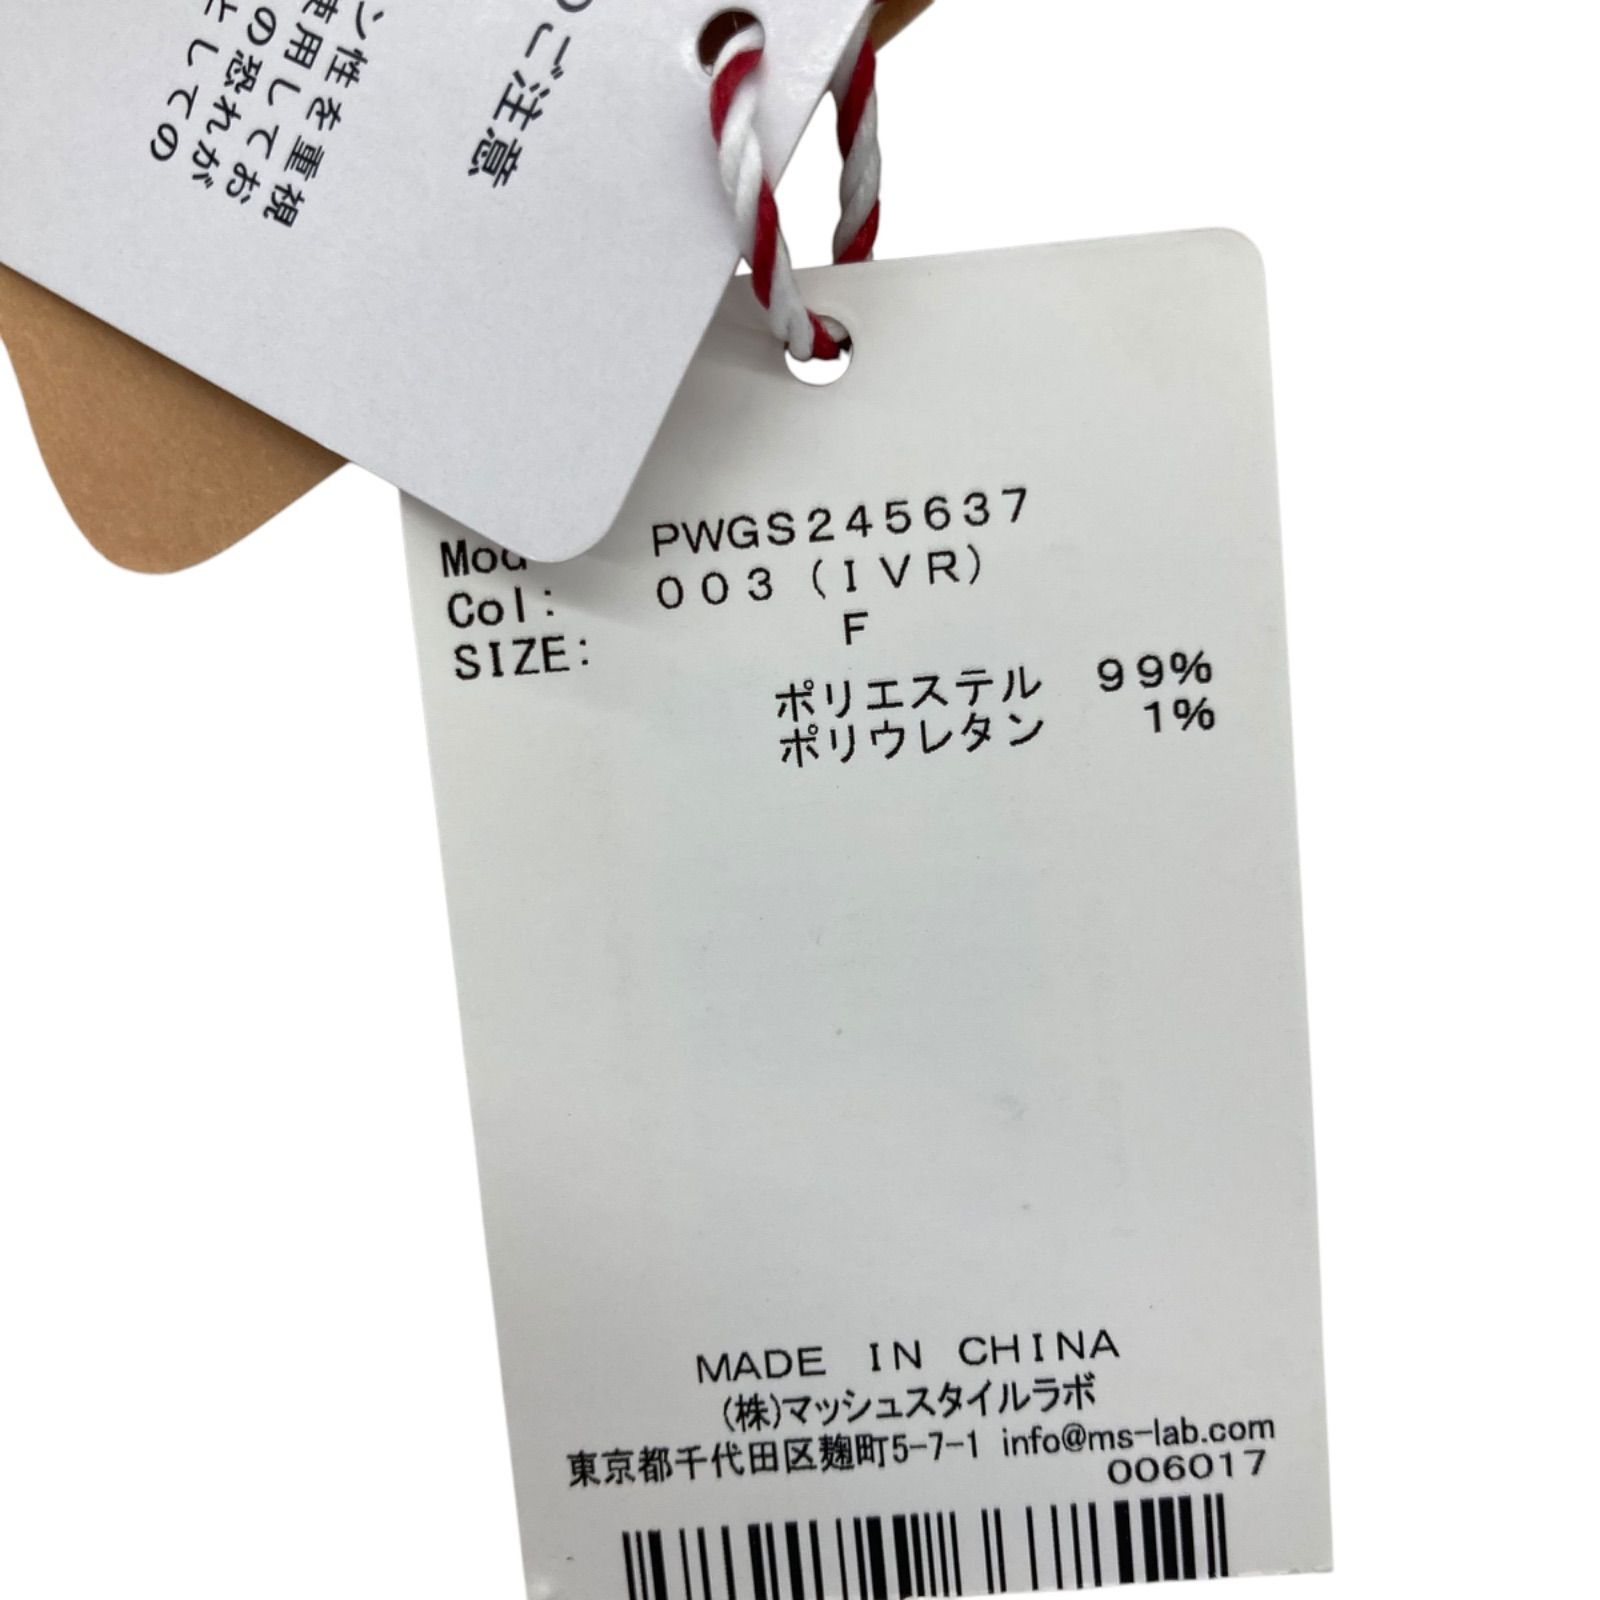 のご注意
ン性を重視
使用してお
の恐れが
としての
PWGS245637
Col: 003 (IVR)
SIZE: F
ポリエステル 99%
ポリウレタン 1%
MADE IN CHINA
(株)マッシュスタイルラボ
東京都千代田区麹町5-7-1 info@ms-lab.com
006017